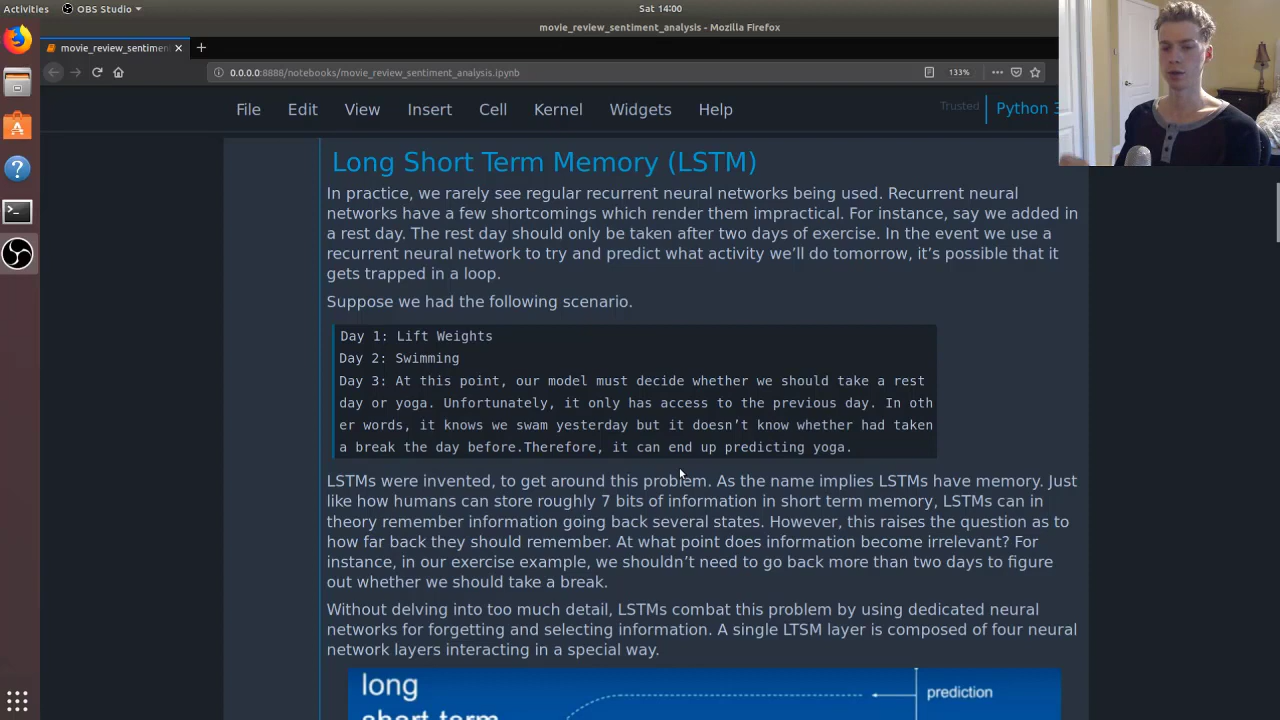 Activities
OBS Studio
Sat 14:00
movie_review_sentiment_analysis - Mozilla Firefox
movie_review_sentimen
0.0.0.0:8888/notebooks/movie_review_sentiment_analysis.ipynb
133%
File Edit View Insert Cell Kernel Widgets Help
Trusted
Python 3
Long Short Term Memory (LSTM)
In practice, we rarely see regular recurrent neural networks being used. Recurrent neural
networks have a few shortcomings which render them impractical. For instance, say we added in
a rest day. The rest day should only be taken after two days of exercise. In the event we use a
recurrent neural network to try and predict what activity we'll do tomorrow, it's possible that it
gets trapped in a loop.
Suppose we had the following scenario.
Day 1: Lift Weights
Day 2: Swimming
Day 3: At this point, our model must decide whether we should take a rest
day or yoga. Unfortunately, it only has access to the previous day. In oth
er words, it knows we swam yesterday but it doesn’t know whether had taken
a break the day before.Therefore, it can end up predicting yoga.
LSTMs were invented, to get around this problem. As the name implies LSTMs have memory. Just
like how humans can store roughly 7 bits of information in short term memory, LSTMs can in
theory remember information going back several states. However, this raises the question as to
how far back they should remember. At what point does information become irrelevant? For
instance, in our exercise example, we shouldn’t need to go back more than two days to figure
out whether we should take a break.
Without delving into too much detail, LSTMs combat this problem by using dedicated neural
networks for forgetting and selecting information. A single LTSM layer is composed of four neural
network layers interacting in a special way.
long
short-term
prediction